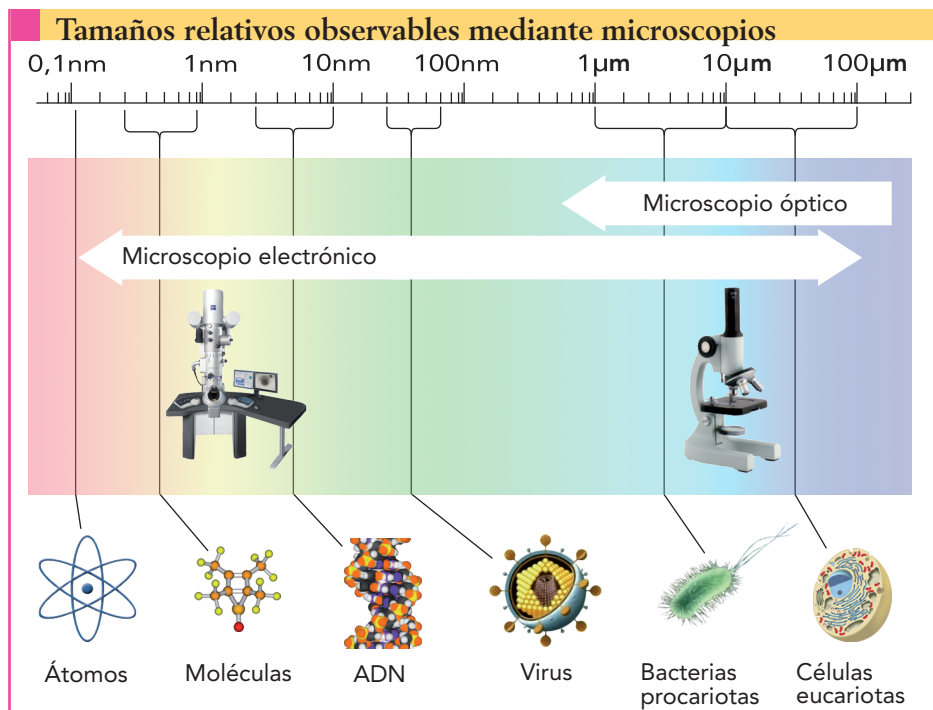 Tamaños relativos observables mediante microscopios
0,1nm 1nm 10nm 100nm 1µm 10µm 100µm
Microscopio óptico
Microscopio electrónico
Átomos Moléculas ADN Virus Bacterias procariotas Células eucariotas